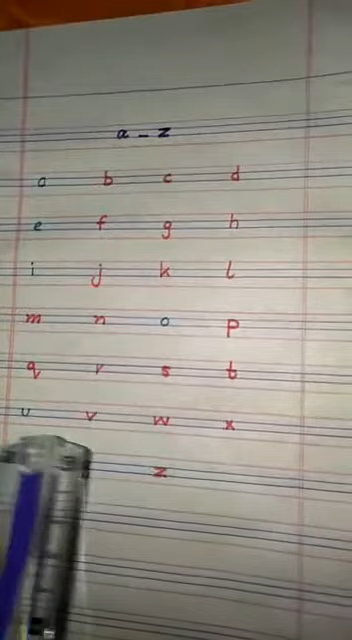 a - z
a b c d
e f g h
i j k l
m n o p
q r s t
u v w x
z